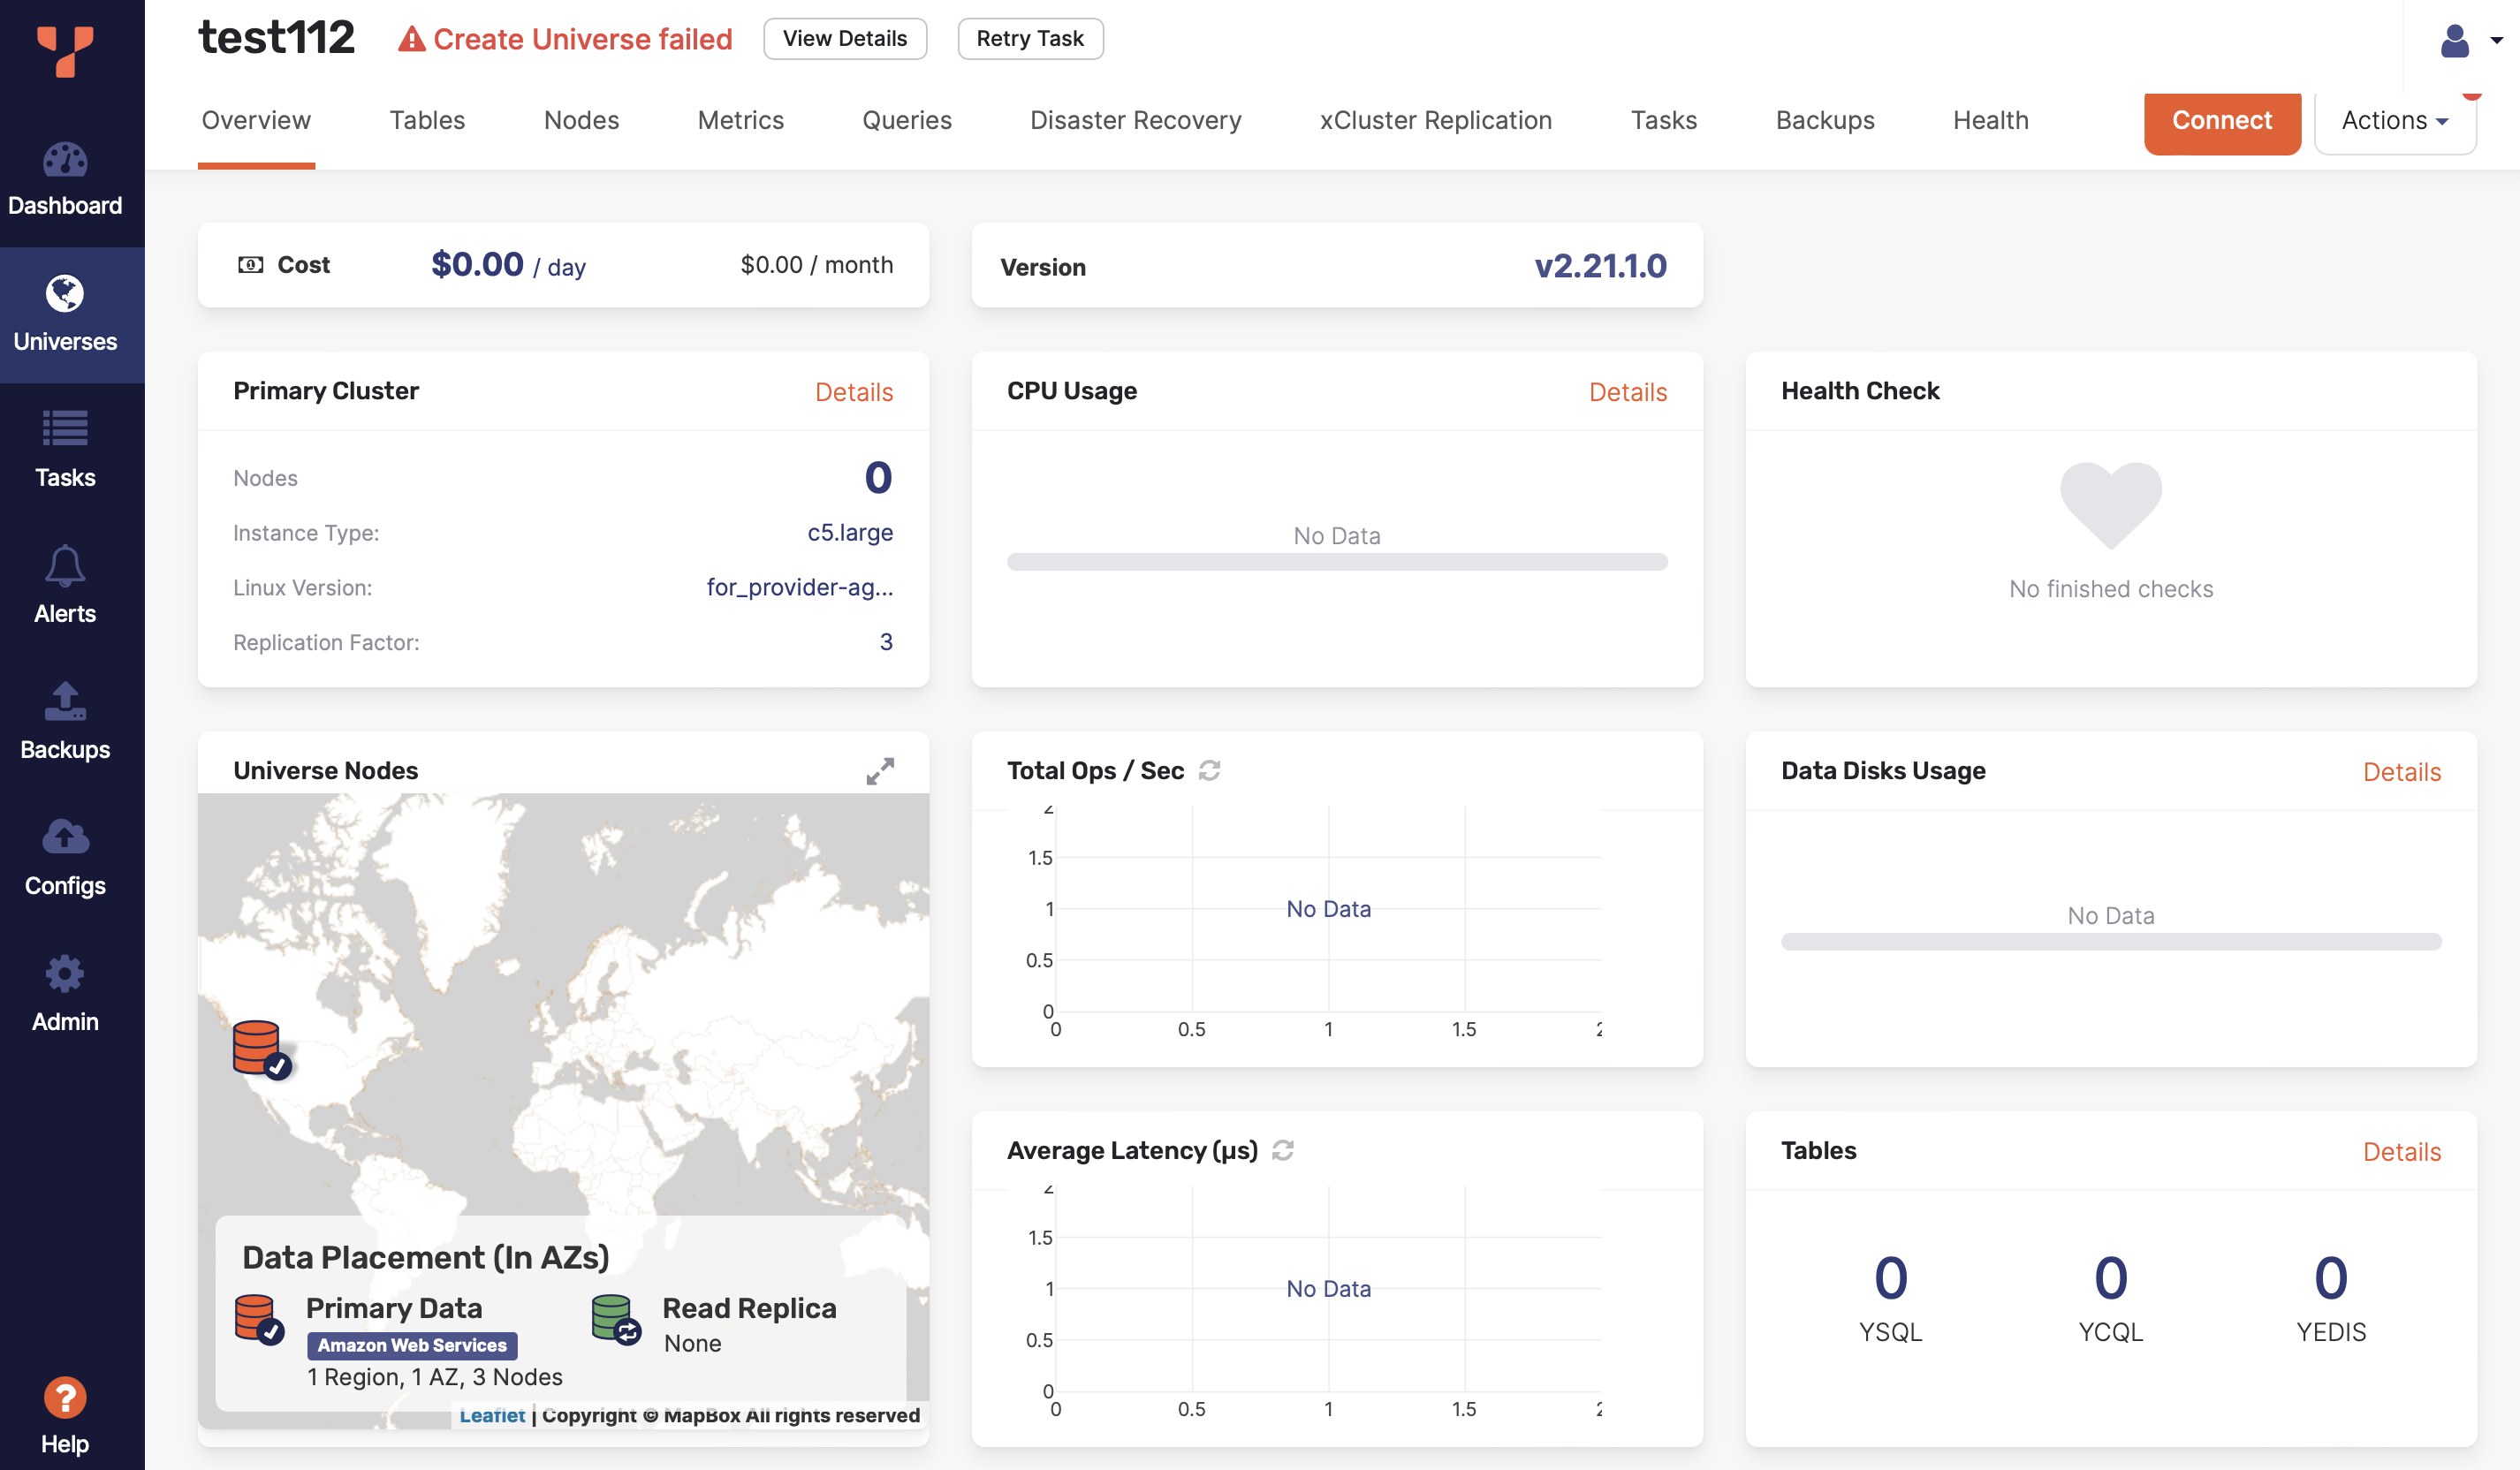 test112 Create Universe failed View Details Retry Task
Overview Tables Nodes Metrics Queries Disaster Recovery xCluster Replication Tasks Backups Health Connect Actions
Dashboard
Universes
Tasks
Alerts
Backups
Configs
Admin
Help
Cost $0.00 / day $0.00 / month
Version v2.21.1.0
Primary Cluster Details
Nodes 0
Instance Type: c5.large
Linux Version: for_provider-ag...
Replication Factor: 3
CPU Usage Details
No Data
Health Check
No finished checks
Universe Nodes
Data Placement (In AZs)
Primary Data
Amazon Web Services
1 Region, 1 AZ, 3 Nodes
Read Replica
None
Leaflet | Copyright © MapBox All rights reserved
Total Ops / Sec
2
1.5
1
0.5
0
No Data
0 0.5 1 1.5 2
Data Disks Usage Details
No Data
Average Latency (µs)
2
1.5
1
0.5
0
No Data
0 0.5 1 1.5 2
Tables Details
0 0 0
YSQL YCQL YEDIS